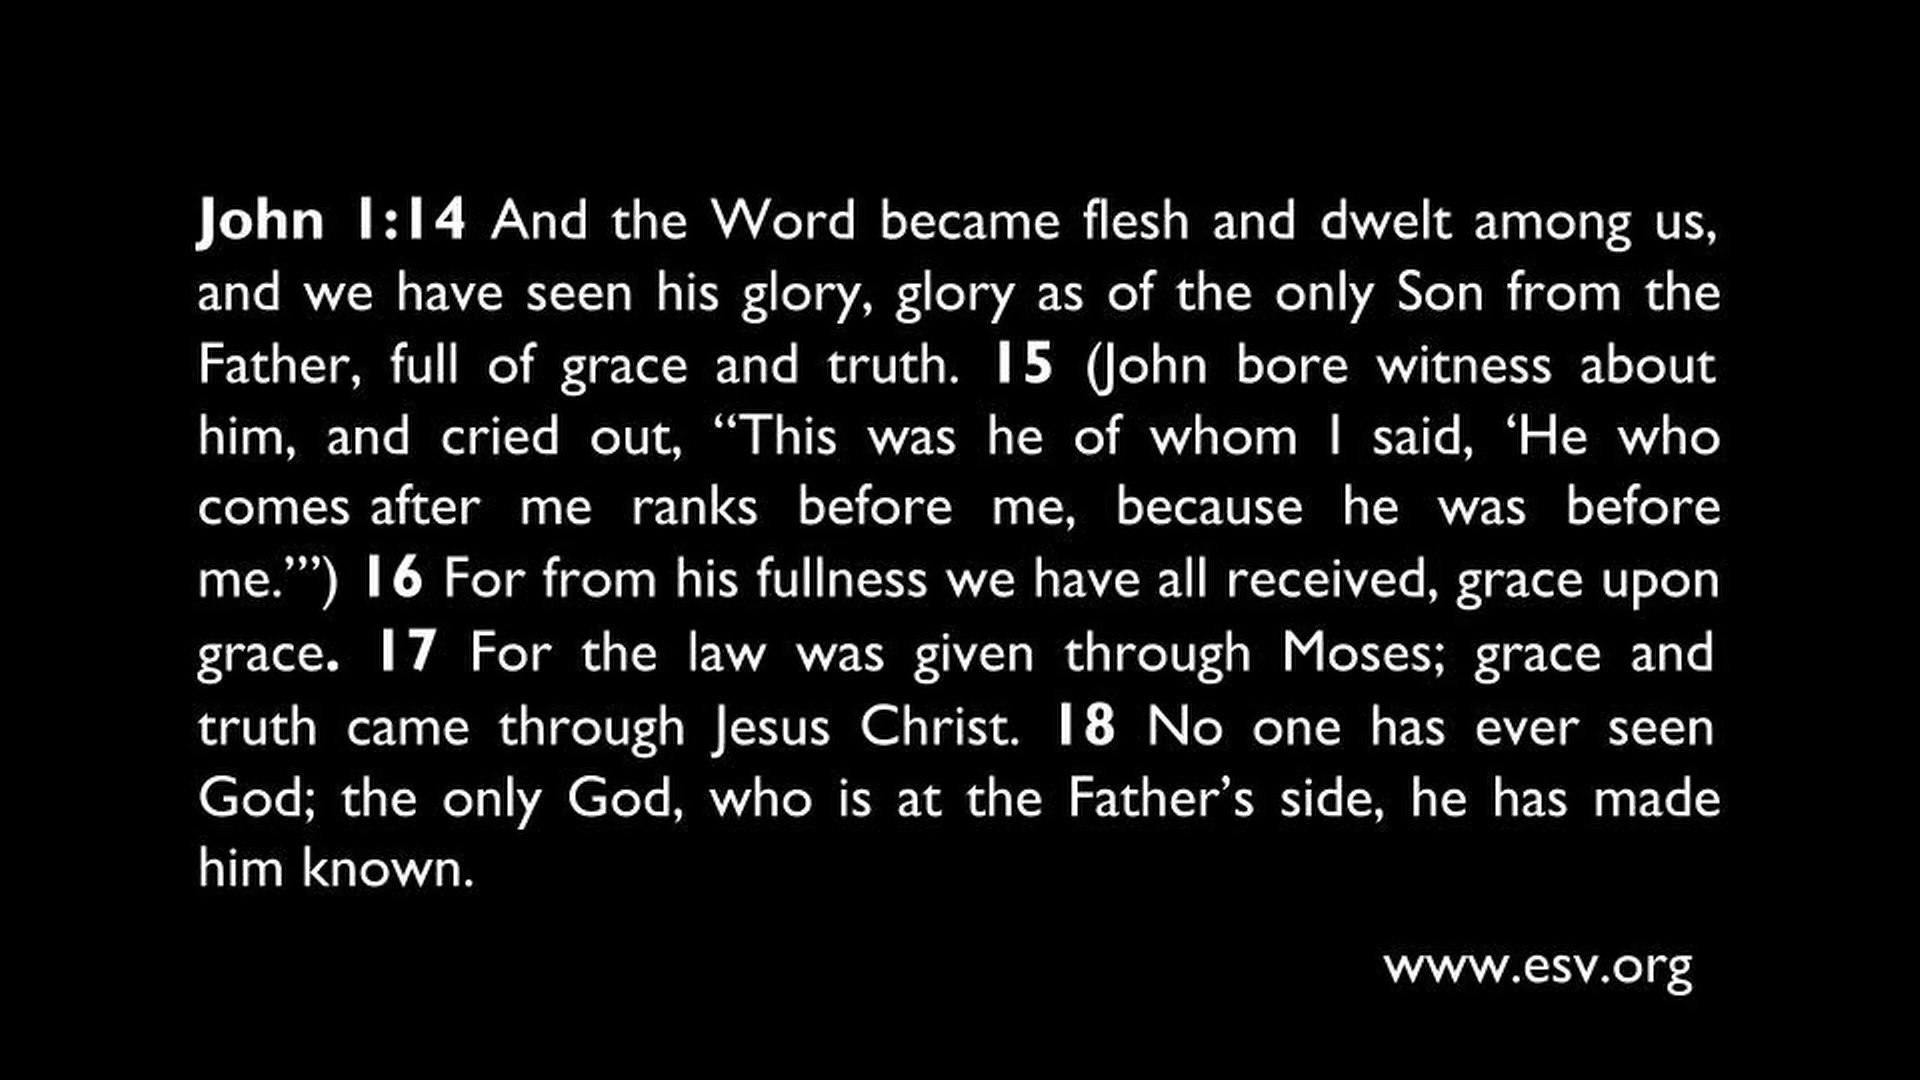 John 1:14 And the Word became flesh and dwelt among us,
and we have seen his glory, glory as of the only Son from the
Father, full of grace and truth. 15 (John bore witness about
him, and cried out, “This was he of whom I said, ‘He who
comes after me ranks before me, because he was before
me.’”) 16 For from his fullness we have all received, grace upon
grace. 17 For the law was given through Moses; grace and
truth came through Jesus Christ. 18 No one has ever seen
God; the only God, who is at the Father’s side, he has made
him known.
www.esv.org